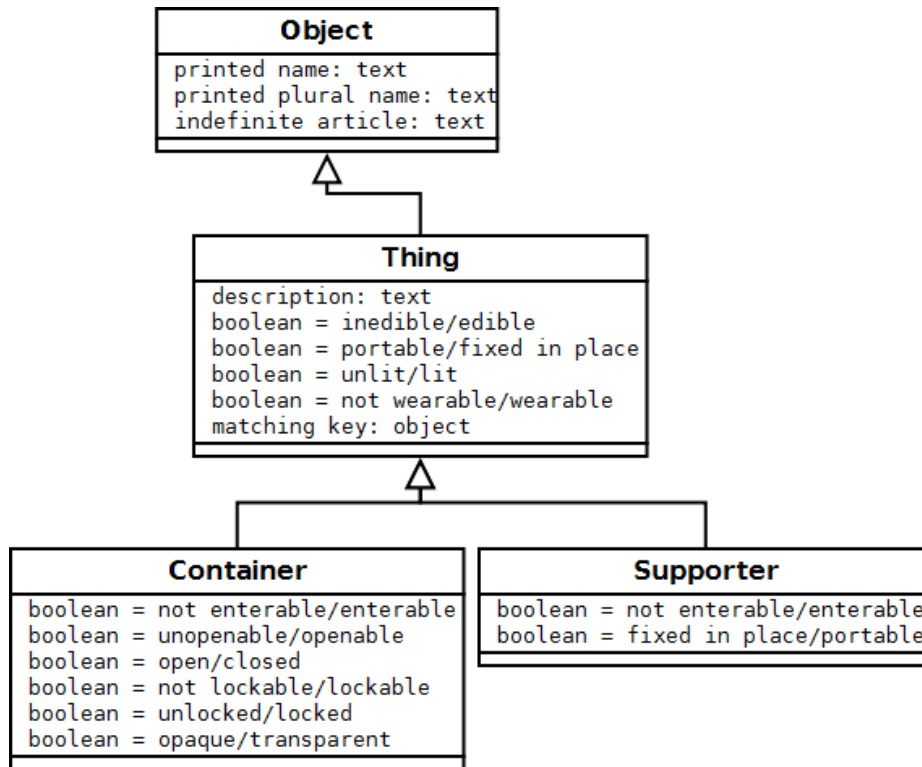 Object
printed name: text
printed plural name: text
indefinite article: text
Thing
description: text
boolean = inedible/edible
boolean = portable/fixed in place
boolean = unlit/lit
boolean = not wearable/wearable
matching key: object
Container
boolean = not enterable/enterable
boolean = unopenable/openable
boolean = open/closed
boolean = not lockable/lockable
boolean = unlocked/locked
boolean = opaque/transparent
Supporter
boolean = not enterable/enterable
boolean = fixed in place/portable